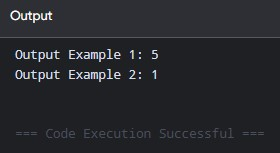 Output
Output Example 1: 5
Output Example 2: 1
=== Code Execution Successful ===